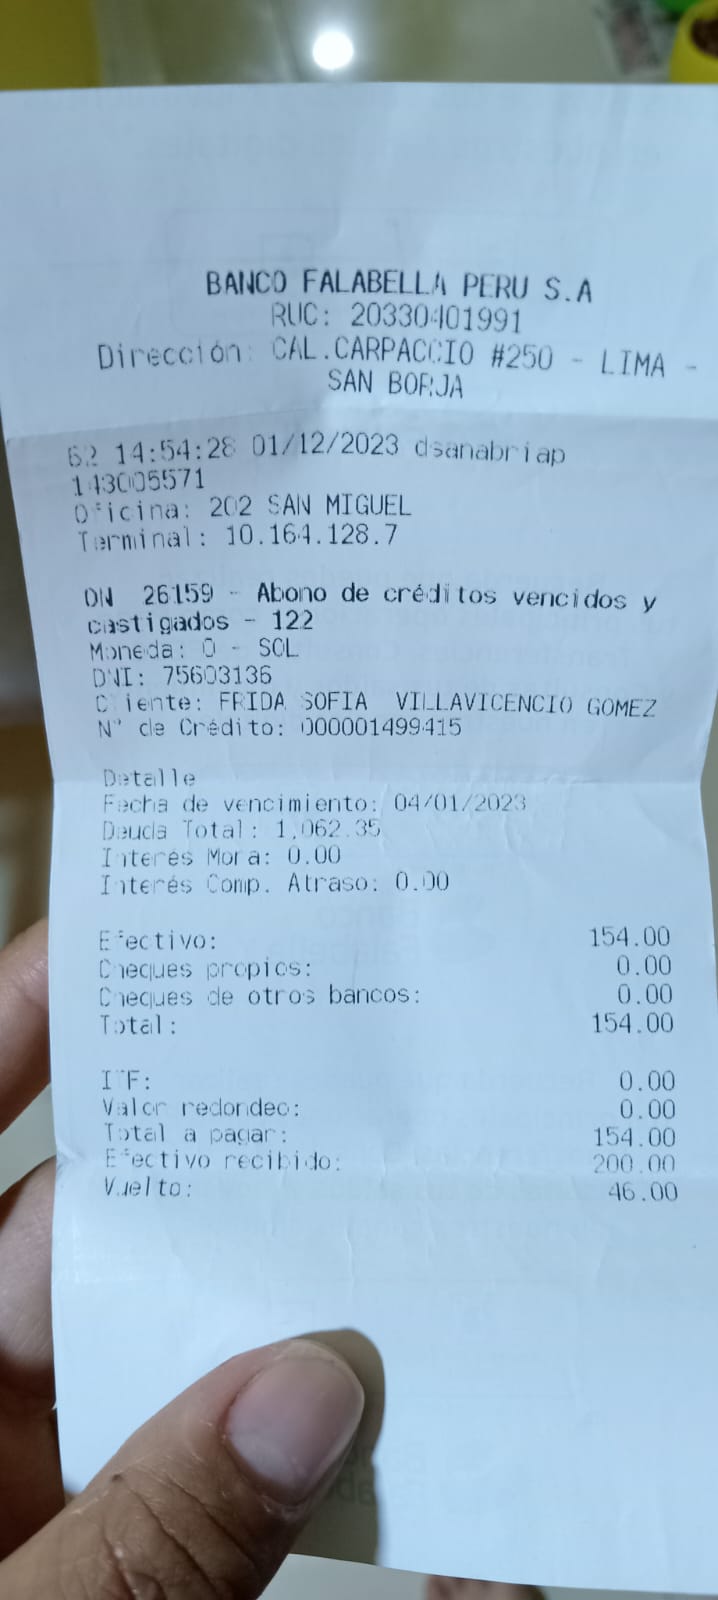 BANCO FALABELLA PERU S.A
RUC: 20330401991
Dirección: CAL.CARPACCIO #250 - LIMA -
SAN BORJA
62 14:54:28 01/12/2023 dsanabriap
143005571
Oficina: 202 SAN MIGUEL
Terminal: 10.164.128.7
ON 26159 - Abono de créditos vencidos y
castigados - 122
Moneda: 0 - SOL
DNI: 75603136
Cliente: FRIDA SOFIA VILLAVICENCIO GOMEZ
N° de Crédito: 000001499415
Detalle
Fecha de vencimiento: 04/01/2023
Deuda Total: 1,062.35
Interés Mora: 0.00
Interés Comp. Atraso: 0.00
Efectivo: 154.00
Cheques propios: 0.00
Cheques de otros bancos: 0.00
Total: 154.00
ITF: 0.00
Valor redondeo: 0.00
Total a pagar: 154.00
Efectivo recibido: 200.00
Vuelto: 46.00